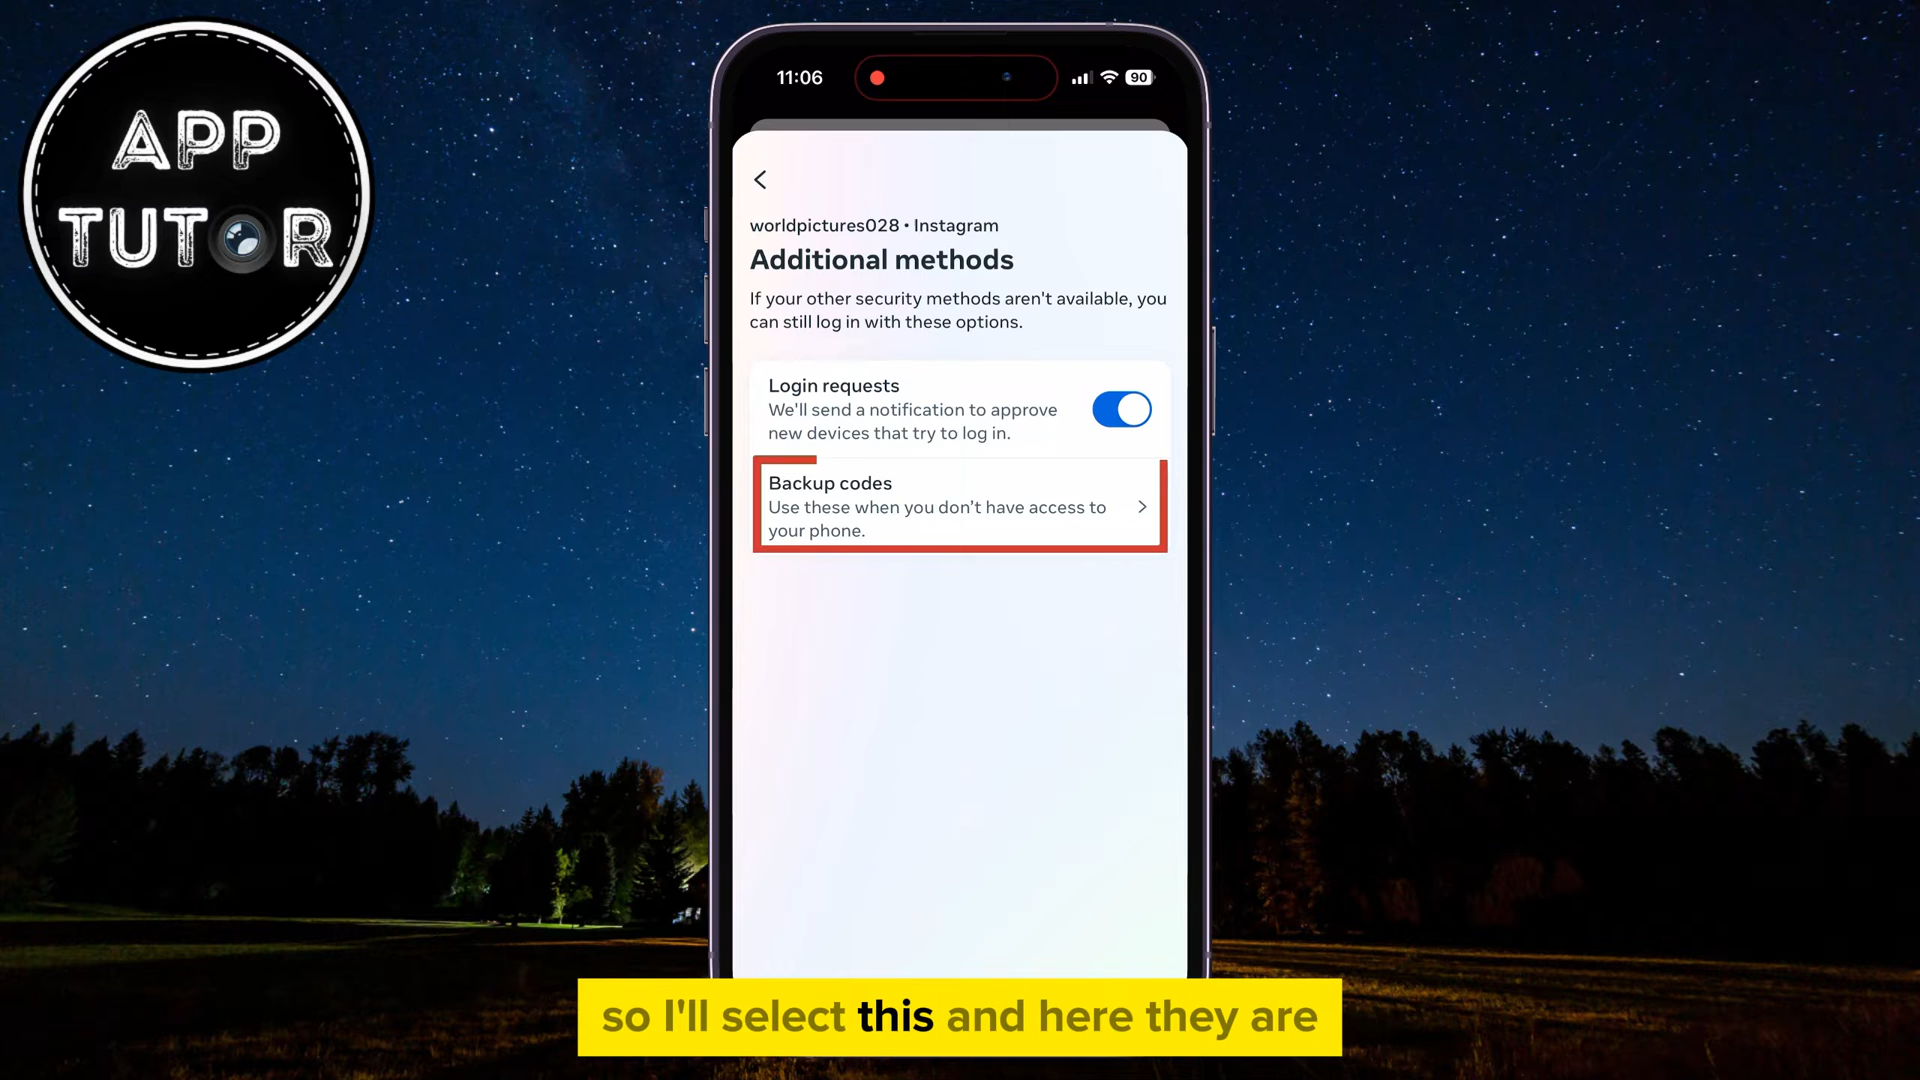 APP
TUTOR
11:06
90
worldpictures028 • Instagram
Additional methods
If your other security methods aren't available, you
can still log in with these options.
Login requests
We'll send a notification to approve
new devices that try to log in.
Backup codes
Use these when you don't have access to
your phone.
so I'll select this and here they are